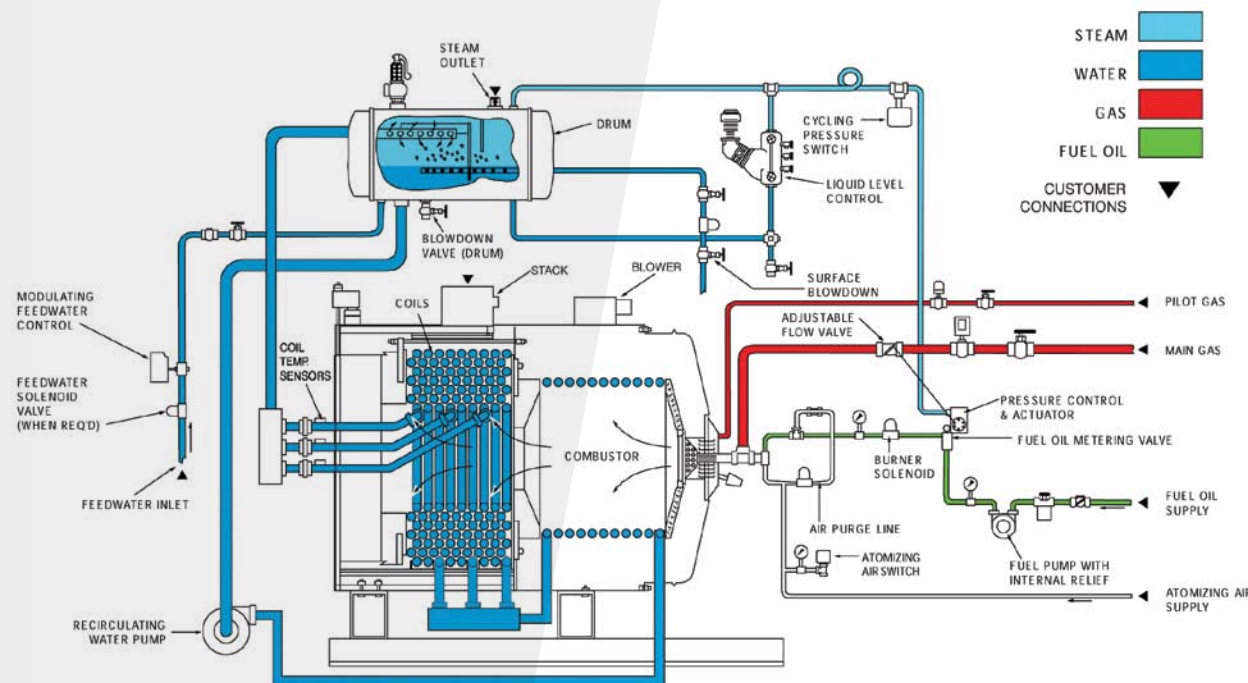 STEAM
OUTLET
DRUM
CYCLING
PRESSURE
SWITCH
LIQUID LEVEL
CONTROL
STEAM
WATER
GAS
FUEL OIL
CUSTOMER
CONNECTIONS
BLOWDOWN
VALVE (DRUM)
STACK
BLOWER
SURFACE
BLOWDOWN
MODULATING
FEEDWATER
CONTROL
COILS
COIL
TEMP.
SENSORS
ADJUSTABLE
FLOW VALVE
PILOT GAS
MAIN GAS
FEEDWATER
SOLENOID
VALVE
(WHEN REQ'D)
PRESSURE CONTROL
& ACTUATOR
FUEL OIL METERING VALVE
COMBUSTOR
BURNER
SOLENOID
FEEDWATER INLET
AIR PURGE LINE
FUEL OIL
SUPPLY
ATOMIZING
AIR SWITCH
FUEL PUMP WITH
INTERNAL RELIEF
ATOMIZING AIR
SUPPLY
RECIRCULATING
WATER PUMP